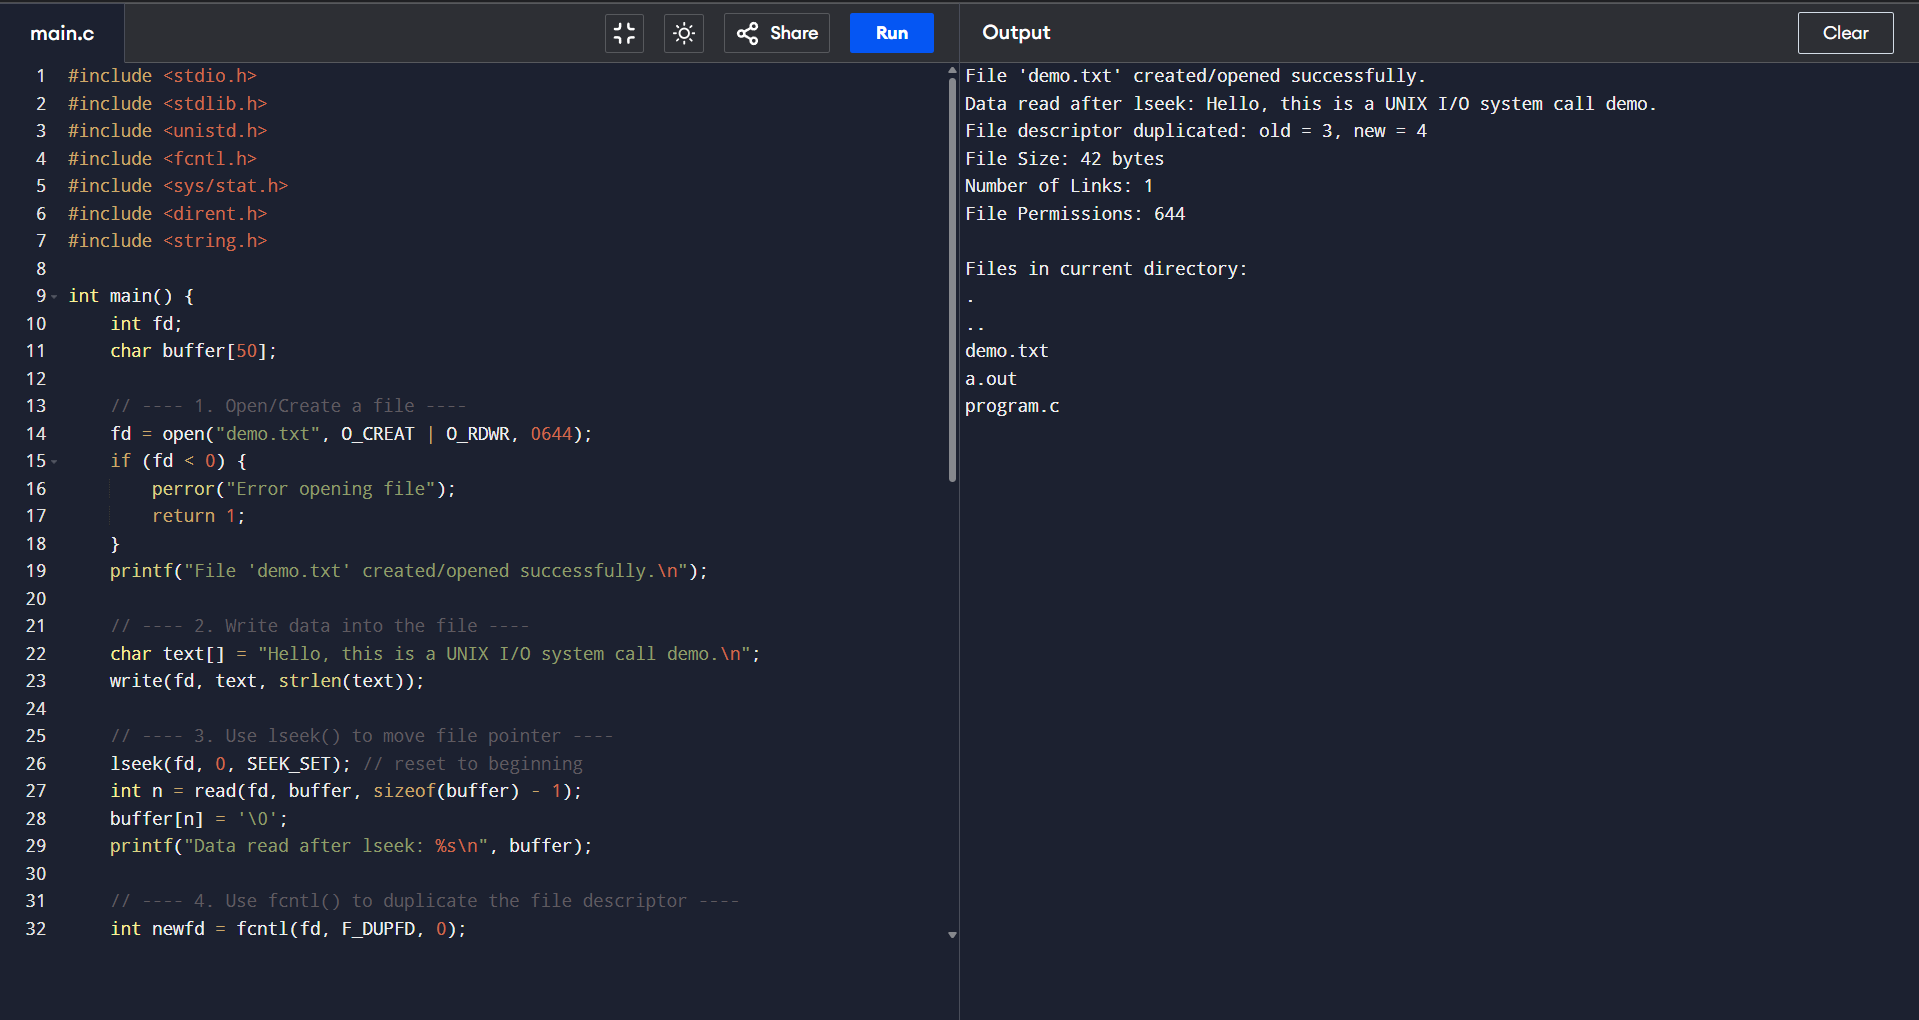 main.c
Share
Run
Output
Clear
1 #include <stdio.h>
2 #include <stdlib.h>
3 #include <unistd.h>
4 #include <fcntl.h>
5 #include <sys/stat.h>
6 #include <dirent.h>
7 #include <string.h>
8
9 int main() {
10     int fd;
11     char buffer[50];
12
13     // ---- 1. Open/Create a file ----
14     fd = open("demo.txt", O_CREAT | O_RDWR, 0644);
15     if (fd < 0) {
16         perror("Error opening file");
17         return 1;
18     }
19     printf("File 'demo.txt' created/opened successfully.\n");
20
21     // ---- 2. Write data into the file ----
22     char text[] = "Hello, this is a UNIX I/O system call demo.\n";
23     write(fd, text, strlen(text));
24
25     // ---- 3. Use lseek() to move file pointer ----
26     lseek(fd, 0, SEEK_SET); // reset to beginning
27     int n = read(fd, buffer, sizeof(buffer) - 1);
28     buffer[n] = '\0';
29     printf("Data read after lseek: %s\n", buffer);
30
31     // ---- 4. Use fcntl() to duplicate the file descriptor ----
32     int newfd = fcntl(fd, F_DUPFD, 0);
File 'demo.txt' created/opened successfully.
Data read after lseek: Hello, this is a UNIX I/O system call demo.
File descriptor duplicated: old = 3, new = 4
File Size: 42 bytes
Number of Links: 1
File Permissions: 644

Files in current directory:
.
..
demo.txt
a.out
program.c